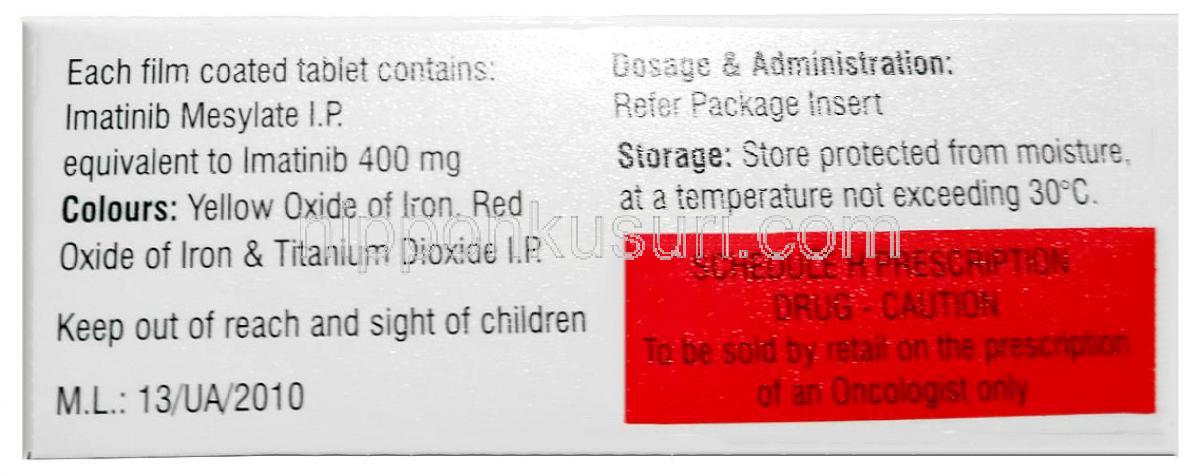 Each film coated tablet contains:
Imatinib Mesylate I.P.
equivalent to Imatinib 400 mg
Colours: Yellow Oxide of Iron, Red
Oxide of Iron & Titanium Dioxide I.P.
Keep out of reach and sight of children
M.L.: 13/UA/2010
Dosage & Administration:
Refer Package Insert
Storage: Store protected from moisture,
at a temperature not exceeding 30°C.
SCHEDULE H PRESCRIPTION
DRUG - CAUTION
To be sold by retail on the prescription
of an Oncologist only
nipponkusuri.com